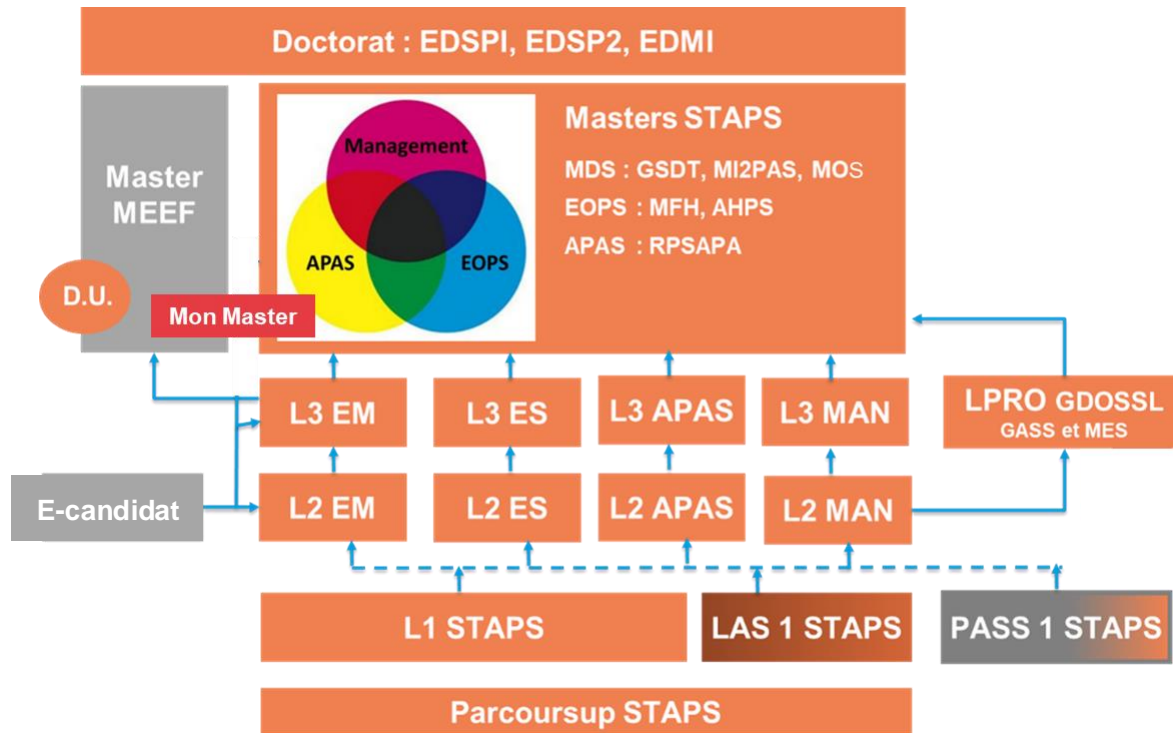 Doctorat : EDSPI, EDSP2, EDMI
Master
MEEF
D.U.
Mon Master
Management
APAS
EOPS
Masters STAPS
MDS : GSDT, MI2PAS, MOS
EOPS : MFH, AHPS
APAS : RPSAPA
L3 EM
L3 ES
L3 APAS
L3 MAN
LPRO GDOSSL
GASS et MES
E-candidat
L2 EM
L2 ES
L2 APAS
L2 MAN
L1 STAPS
LAS 1 STAPS
PASS 1 STAPS
Parcoursup STAPS